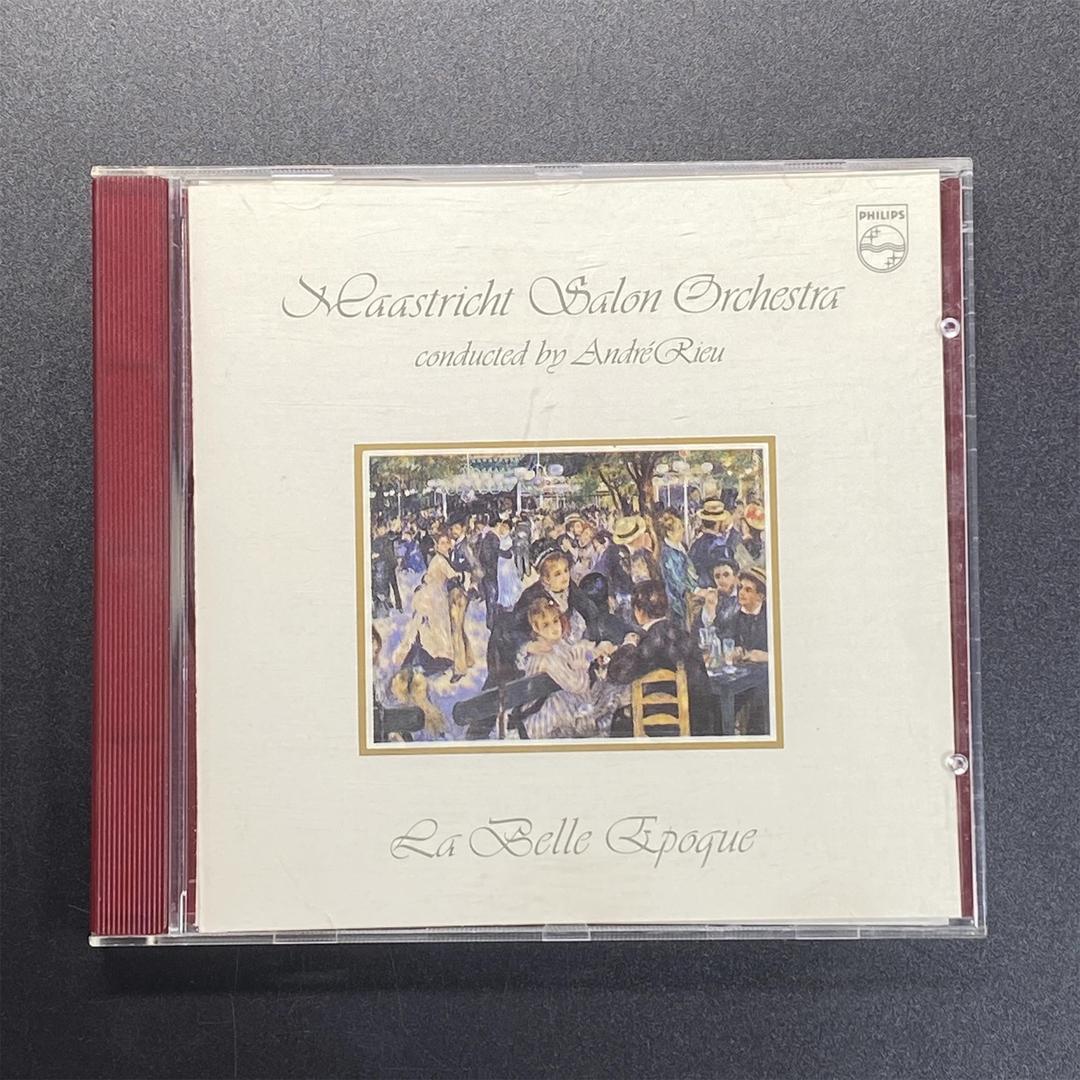 PHILIPS
Maastricht Salon Orchestra
conducted by André Rieu
La Belle Epoque